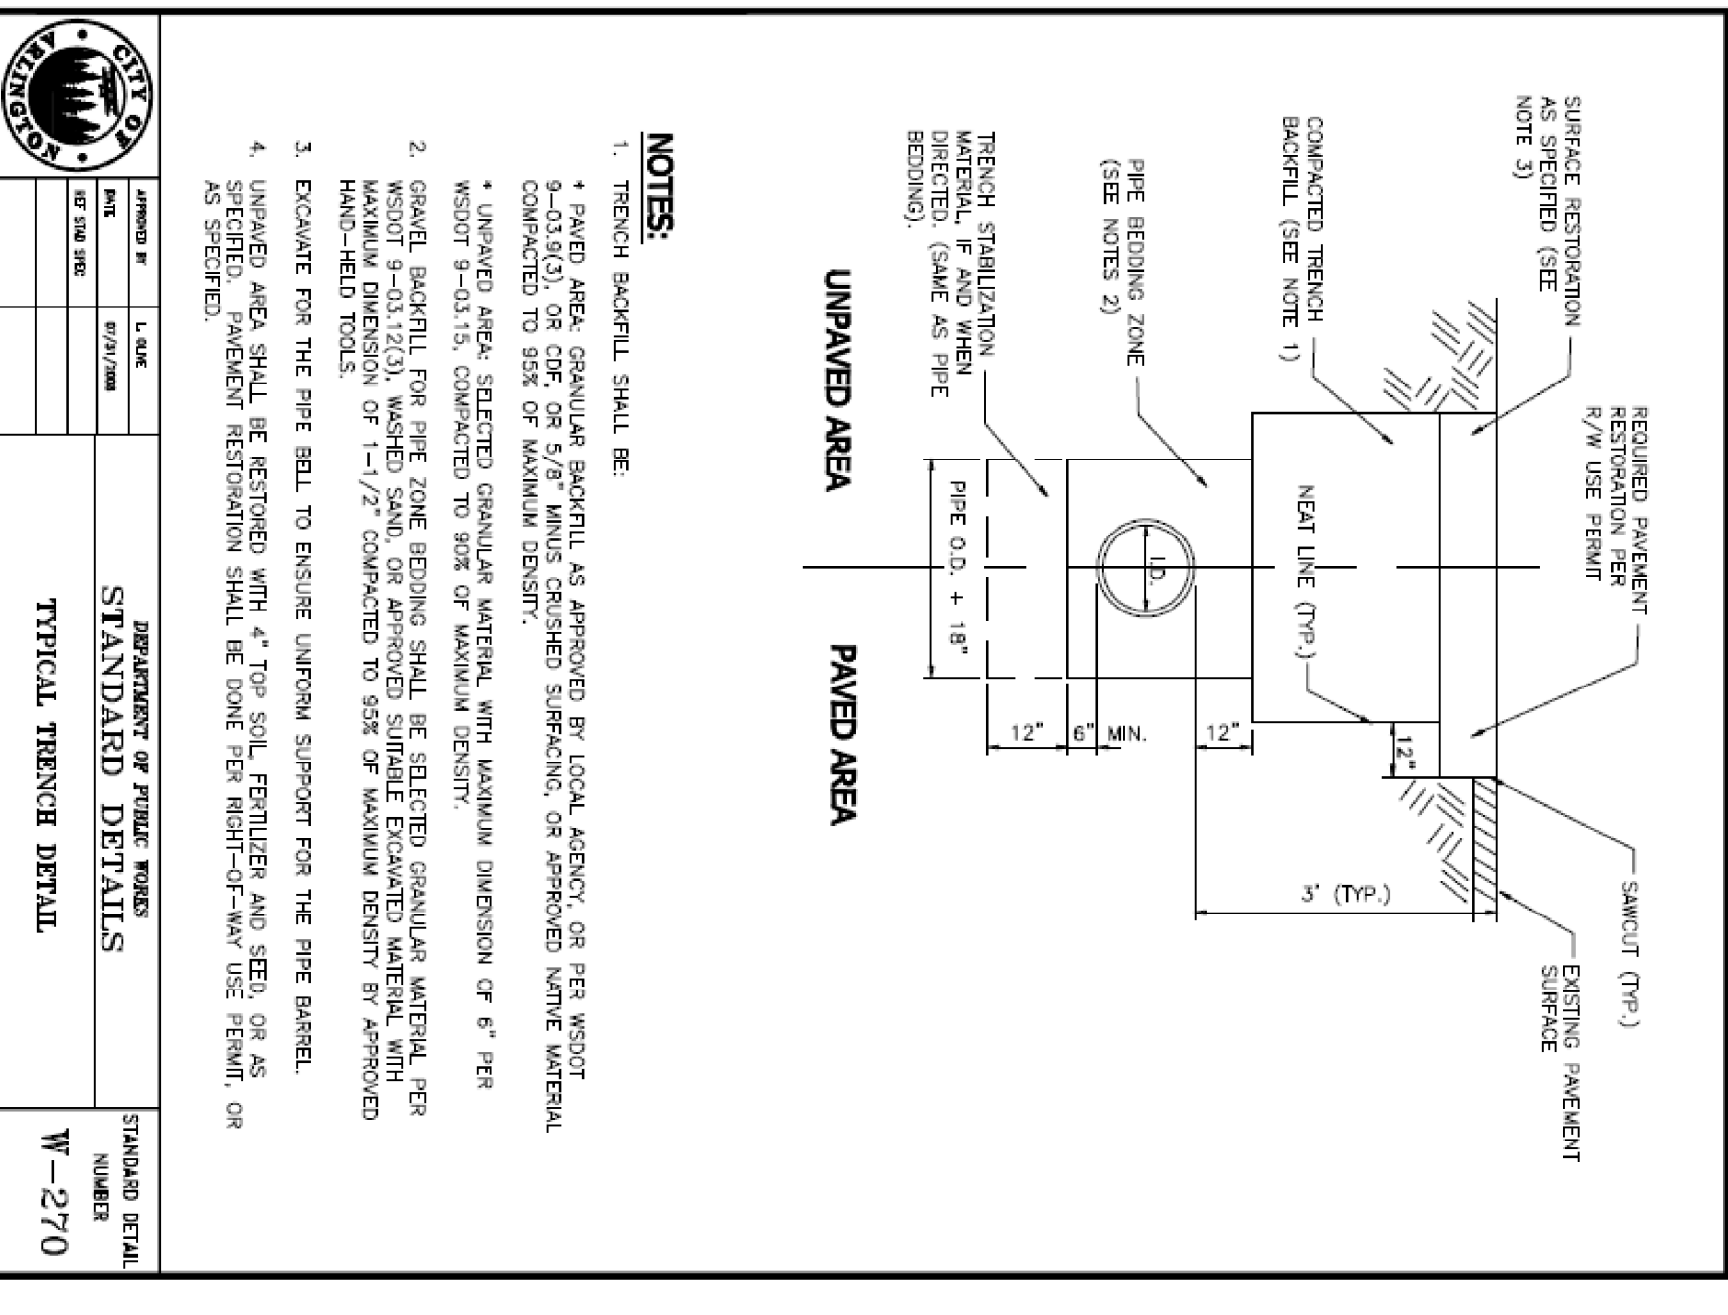 REQUIRED PAVEMENT
RESTORATION PER
R/W USE PERMIT
SURFACE RESTORATION
AS SPECIFIED (SEE
NOTE 3)
SAWCUT (TYP.)
EXISTING PAVEMENT
SURFACE
COMPACTED TRENCH
BACKFILL (SEE NOTE 1)
NEAT LINE (TYP.)
12"
3' (TYP.)
PIPE BEDDING ZONE
(SEE NOTES 2)
I.D.
12"
6" MIN.
12"
TRENCH STABILIZATION
MATERIAL, IF AND WHEN
DIRECTED. (SAME AS PIPE
BEDDING).
PIPE O.D. + 18"
UNPAVED AREA
PAVED AREA
NOTES:
1. TRENCH BACKFILL SHALL BE:
* PAVED AREA: GRANULAR BACKFILL AS APPROVED BY LOCAL AGENCY, OR PER WSDOT
9-03.9(3), OR CDF, OR 5/8" MINUS CRUSHED SURFACING, OR APPROVED NATIVE MATERIAL
COMPACTED TO 95% OF MAXIMUM DENSITY.
* UNPAVED AREA: SELECTED GRANULAR MATERIAL WITH MAXIMUM DIMENSION OF 6" PER
WSDOT 9-03.15, COMPACTED TO 90% OF MAXIMUM DENSITY.
2. GRAVEL BACKFILL FOR PIPE ZONE BEDDING SHALL BE SELECTED GRANULAR MATERIAL PER
WSDOT 9-03.12(3), WASHED SAND, OR APPROVED SUITABLE EXCAVATED MATERIAL WITH
MAXIMUM DIMENSION OF 1-1/2" COMPACTED TO 95% OF MAXIMUM DENSITY BY APPROVED
HAND-HELD TOOLS.
3. EXCAVATE FOR THE PIPE BELL TO ENSURE UNIFORM SUPPORT FOR THE PIPE BARREL.
4. UNPAVED AREA SHALL BE RESTORED WITH 4" TOP SOIL, FERTILIZER AND SEED, OR AS
SPECIFIED. PAVEMENT RESTORATION SHALL BE DONE PER RIGHT-OF-WAY USE PERMIT, OR
AS SPECIFIED.
CITY OF
ARLINGTON
APPROVED BY L. OLIVE
DATE 07/31/2008
REF STAD SPEC
DEPARTMENT OF PUBLIC WORKS
STANDARD DETAILS
TYPICAL TRENCH DETAIL
STANDARD DETAIL
NUMBER
W-270